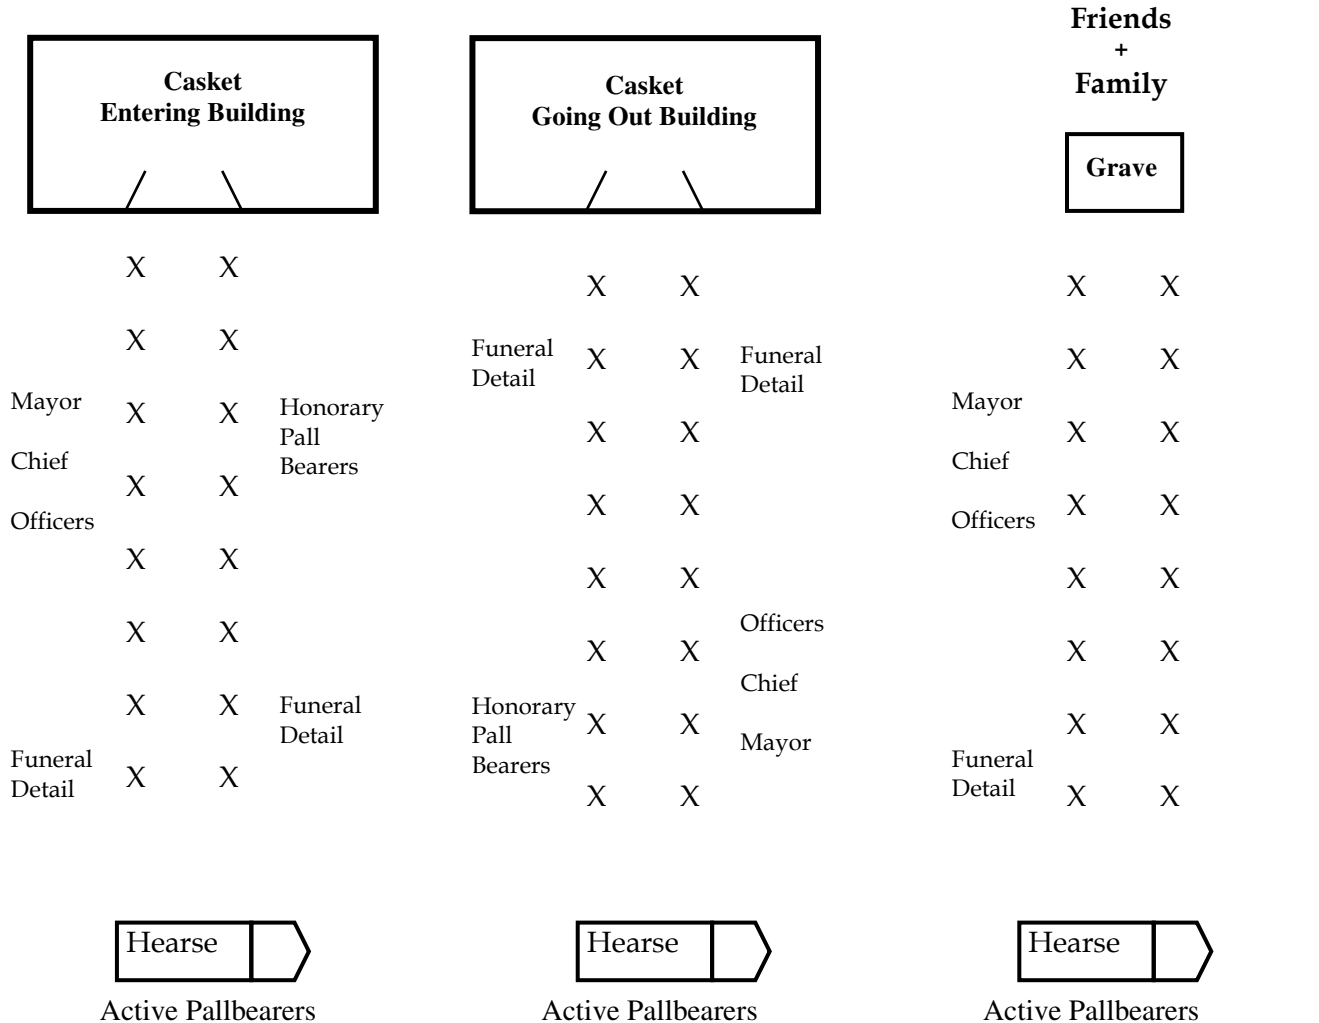 Casket
Entering Building
X X
X X
Mayor
X X
Honorary
Pall
Bearers
Chief
X X
Officers
X X
X X
X X
Funeral
Detail
Funeral
Detail
X X
Hearse
Active Pallbearers
Casket
Going Out Building
X X
Funeral
Detail
X X
Funeral
Detail
X X
X X
X X
Officers
X X
Chief
Honorary
Pall
Bearers
X X
Mayor
X X
Hearse
Active Pallbearers
Friends
+
Family
Grave
X X
X X
Mayor
X X
Chief
X X
Officers
X X
X X
X X
Funeral
Detail
X X
Hearse
Active Pallbearers